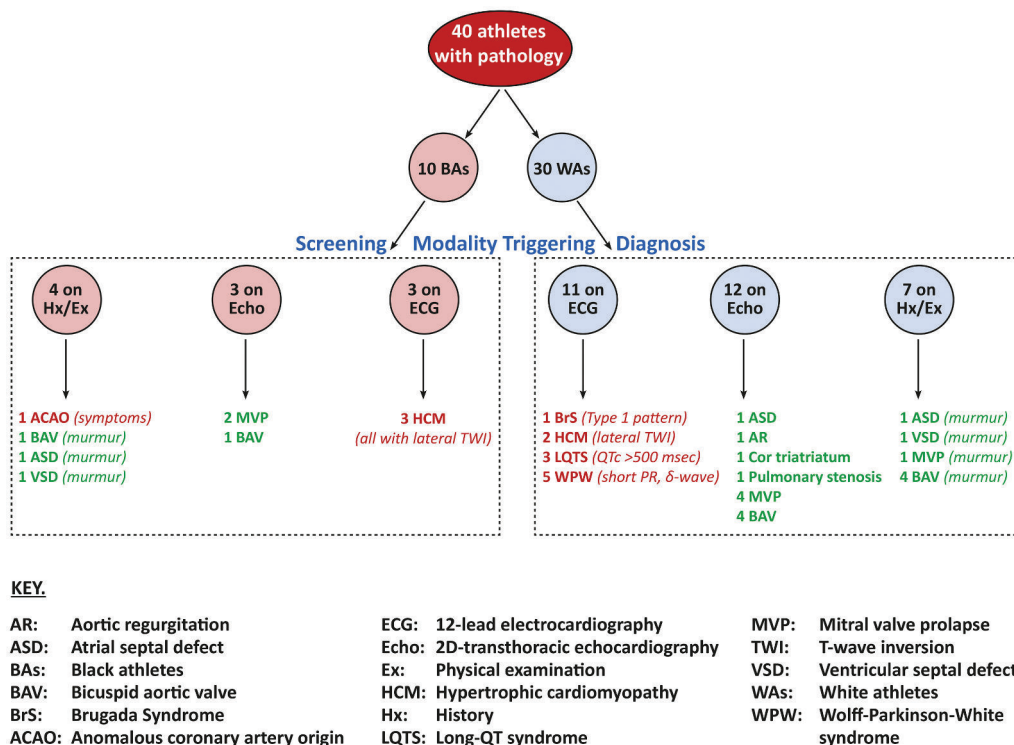 40 athletes
with pathology
10 BAs
30 WAs
Screening Modality Triggering Diagnosis
4 on
Hx/Ex
3 on
Echo
3 on
ECG
11 on
ECG
12 on
Echo
7 on
Hx/Ex
1 ACAO (symptoms)
1 BAV (murmur)
1 ASD (murmur)
1 VSD (murmur)
2 MVP
1 BAV
3 HCM
(all with lateral TWI)
1 BrS (Type 1 pattern)
2 HCM (lateral TWI)
3 LQTS (QTc >500 msec)
5 WPW (short PR, δ-wave)
1 ASD
1 AR
1 Cor triatriatum
1 Pulmonary stenosis
4 MVP
4 BAV
1 ASD (murmur)
1 VSD (murmur)
1 MVP (murmur)
4 BAV (murmur)
KEY.
AR: Aortic regurgitation
ASD: Atrial septal defect
BAs: Black athletes
BAV: Bicuspid aortic valve
BrS: Brugada Syndrome
ACAO: Anomalous coronary artery origin
ECG: 12-lead electrocardiography
Echo: 2D-transthoracic echocardiography
Ex: Physical examination
HCM: Hypertrophic cardiomyopathy
Hx: History
LQTS: Long-QT syndrome
MVP: Mitral valve prolapse
TWI: T-wave inversion
VSD: Ventricular septal defect
WAs: White athletes
WPW: Wolff-Parkinson-White
syndrome